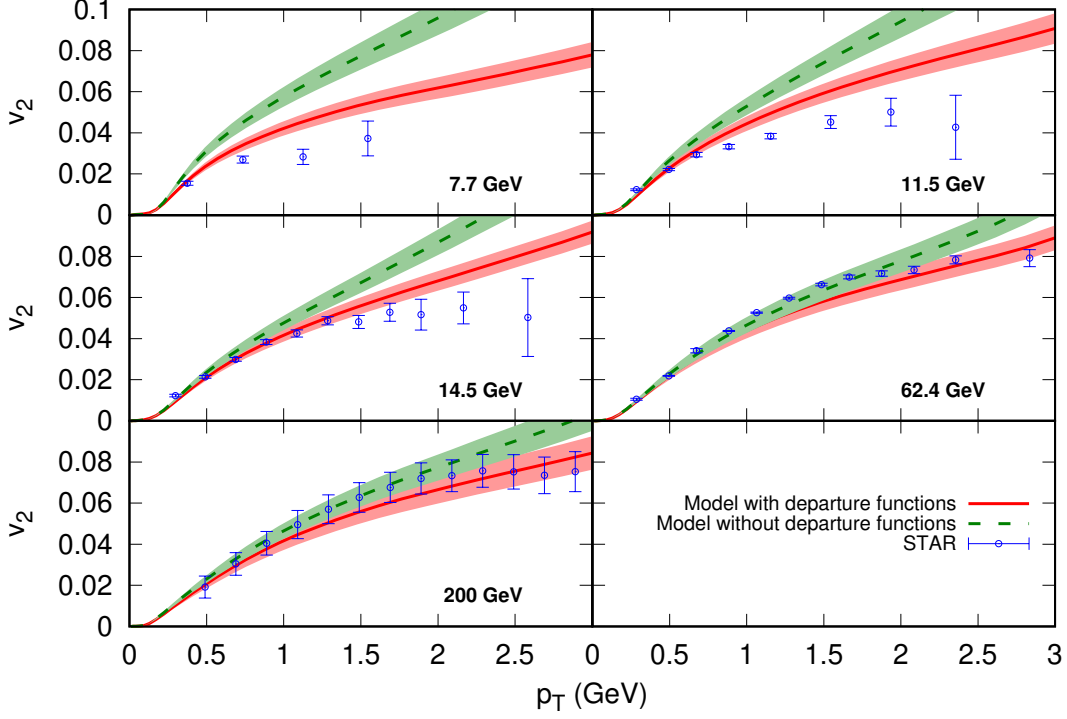 0.1
0.08
0.06
0.04
0.02
0
v2
7.7 GeV
11.5 GeV
0.08
0.06
0.04
0.02
0
v2
14.5 GeV
62.4 GeV
0.08
0.06
0.04
0.02
0
v2
200 GeV
Model with departure functions
Model without departure functions
STAR
0 0.5 1 1.5 2 2.5 0 0.5 1 1.5 2 2.5 3
pT (GeV)